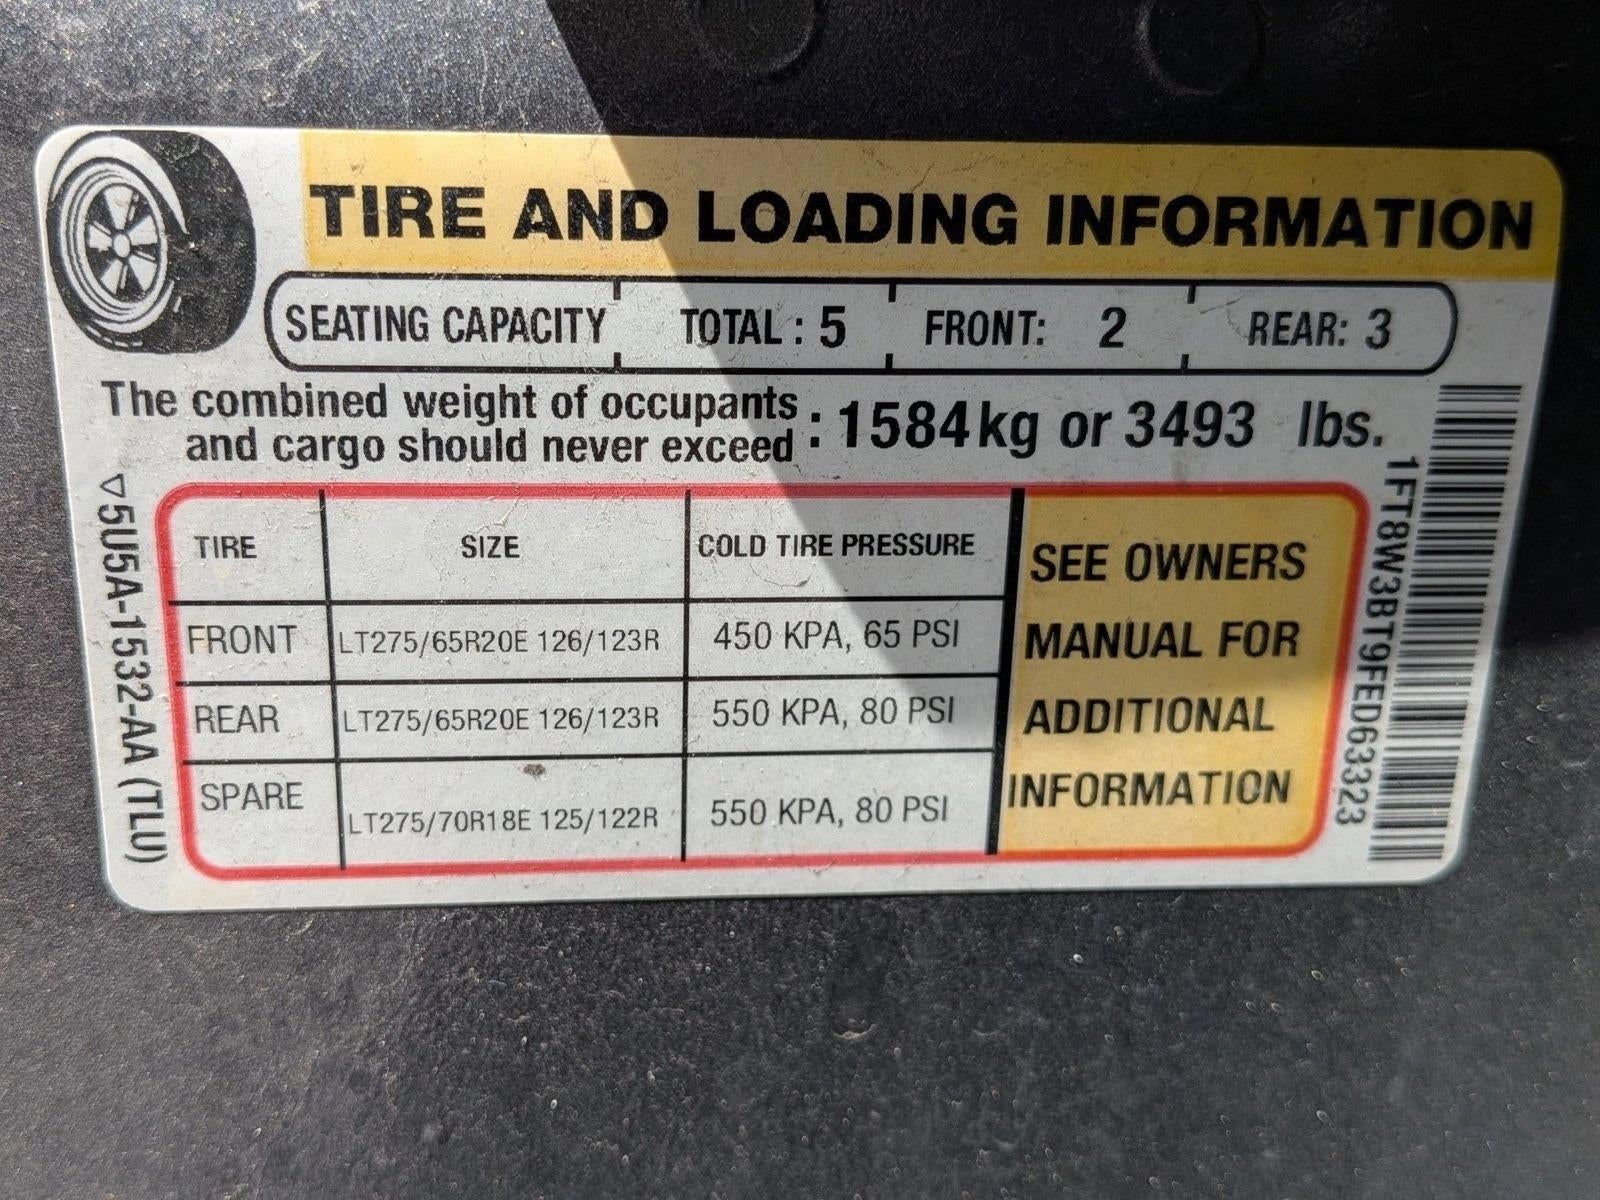 TIRE AND LOADING INFORMATION
SEATING CAPACITY TOTAL : 5 FRONT: 2 REAR: 3
The combined weight of occupants
and cargo should never exceed : 1584 kg or 3493 lbs.
TIRE SIZE COLD TIRE PRESSURE
FRONT LT275/65R20E 126/123R 450 KPA, 65 PSI
REAR LT275/65R20E 126/123R 550 KPA, 80 PSI
SPARE LT275/70R18E 125/122R 550 KPA, 80 PSI
SEE OWNERS
MANUAL FOR
ADDITIONAL
INFORMATION
▽5U5A-1532-AA (TLU)
1FT8W3BT9FED63323